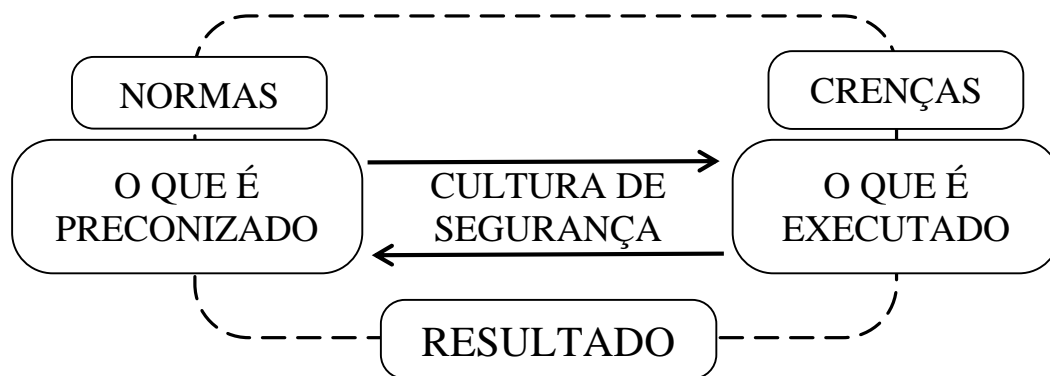 NORMAS
CRENÇAS
O QUE É
PRECONIZADO
CULTURA DE
SEGURANÇA
O QUE É
EXECUTADO
RESULTADO